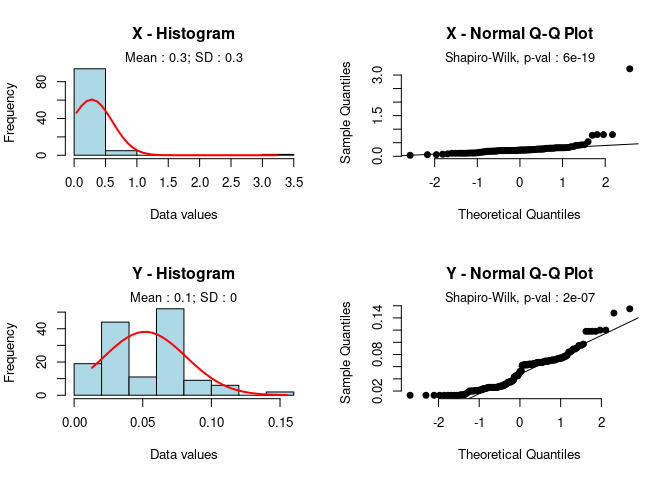 X - Histogram
Mean : 0.3; SD : 0.3
Frequency
0 40 80
0.0 0.5 1.0 1.5 2.0 2.5 3.0 3.5
Data values
X - Normal Q-Q Plot
Shapiro-Wilk, p-val : 6e-19
Sample Quantiles
0.0 1.5 3.0
-2 -1 0 1 2
Theoretical Quantiles
Y - Histogram
Mean : 0.1; SD : 0
Frequency
0 20 40
0.00 0.05 0.10 0.15
Data values
Y - Normal Q-Q Plot
Shapiro-Wilk, p-val : 2e-07
Sample Quantiles
0.02 0.08 0.14
-2 -1 0 1 2
Theoretical Quantiles